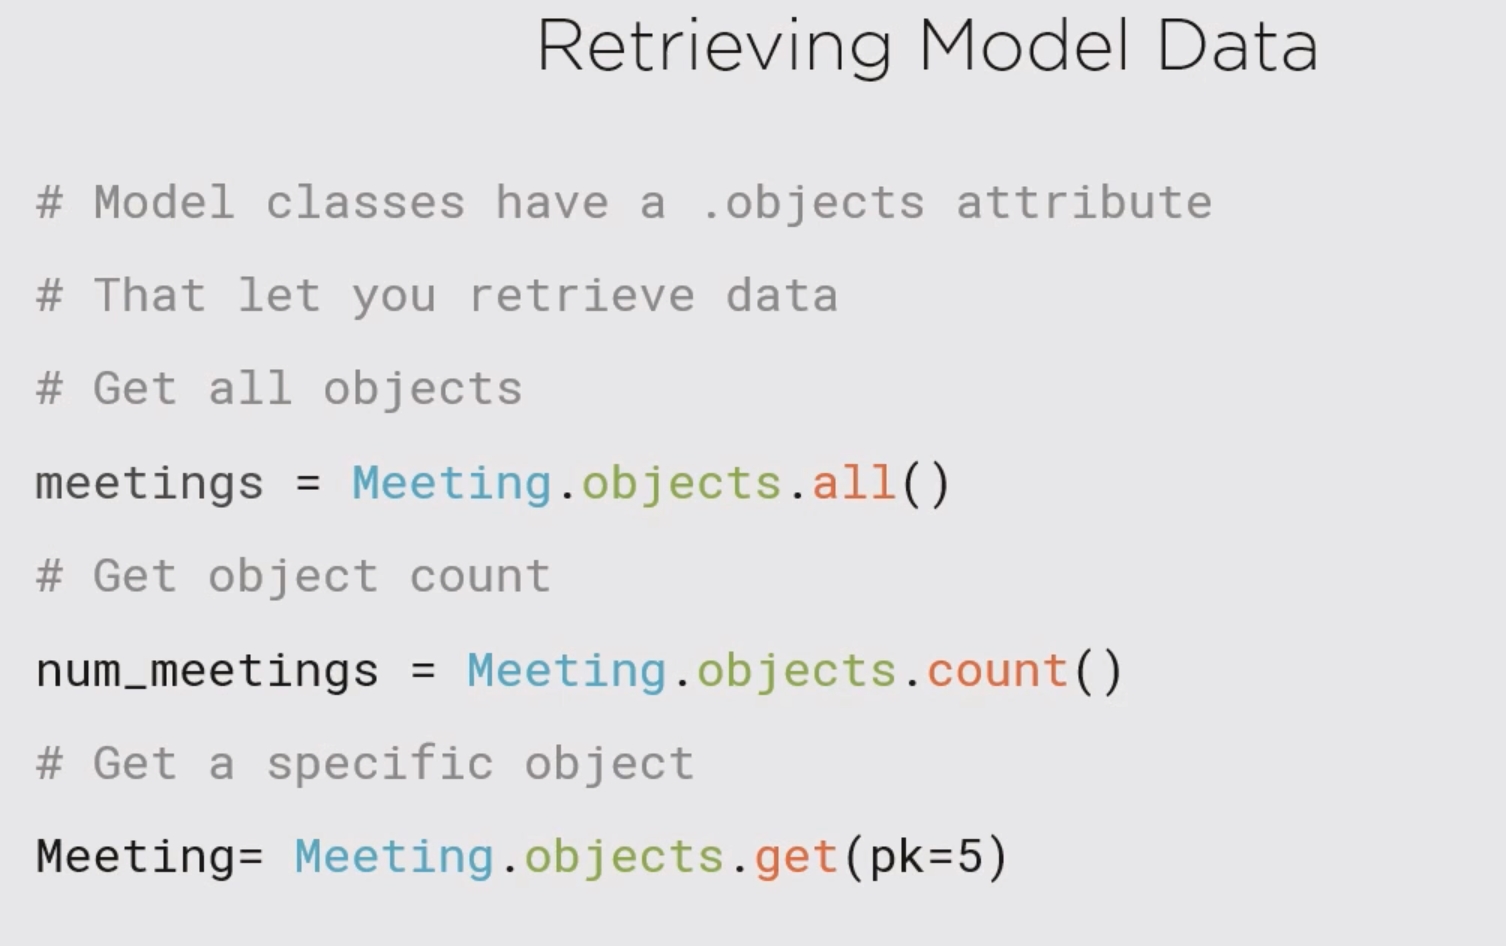 Retrieving Model Data
# Model classes have a .objects attribute
# That let you retrieve data
# Get all objects
meetings = Meeting.objects.all()
# Get object count
num_meetings = Meeting.objects.count()
# Get a specific object
Meeting= Meeting.objects.get(pk=5)